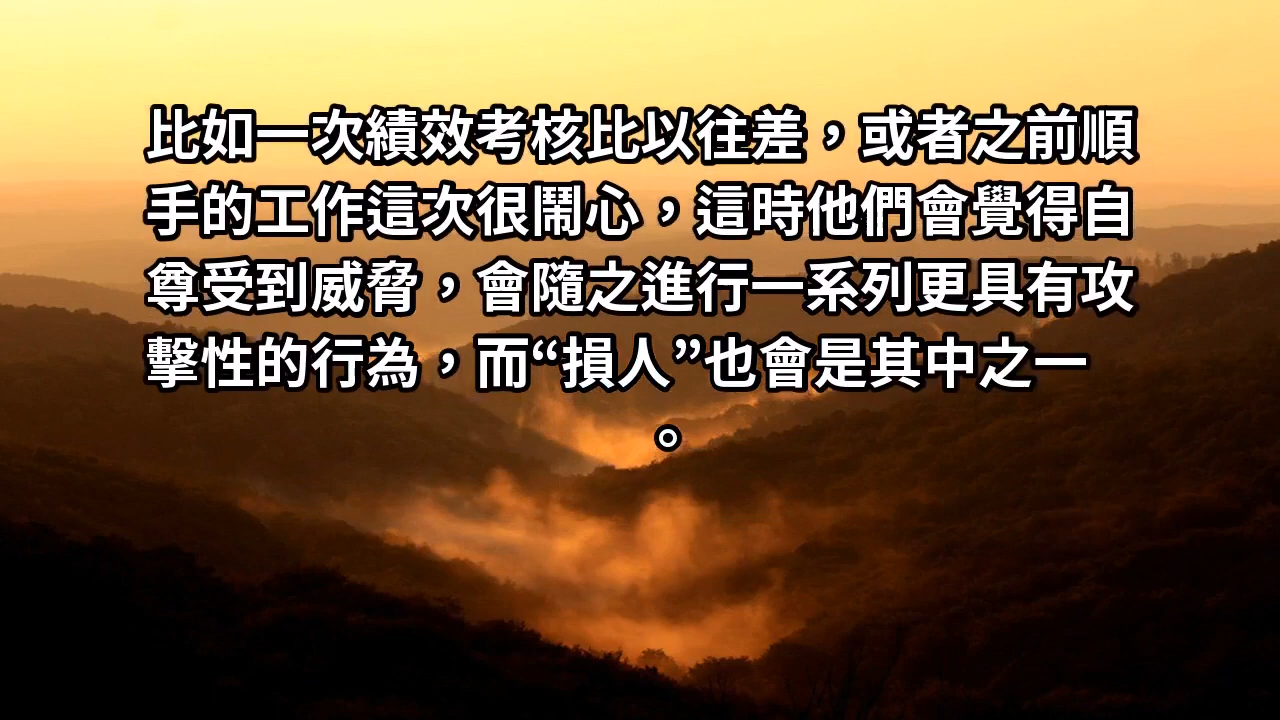 比如一次績效考核比以往差，或者之前順
手的工作這次很鬧心，這時他們會覺得自
尊受到威脅，會隨之進行一系列更具有攻
擊性的行為，而“損人”也會是其中之一
。